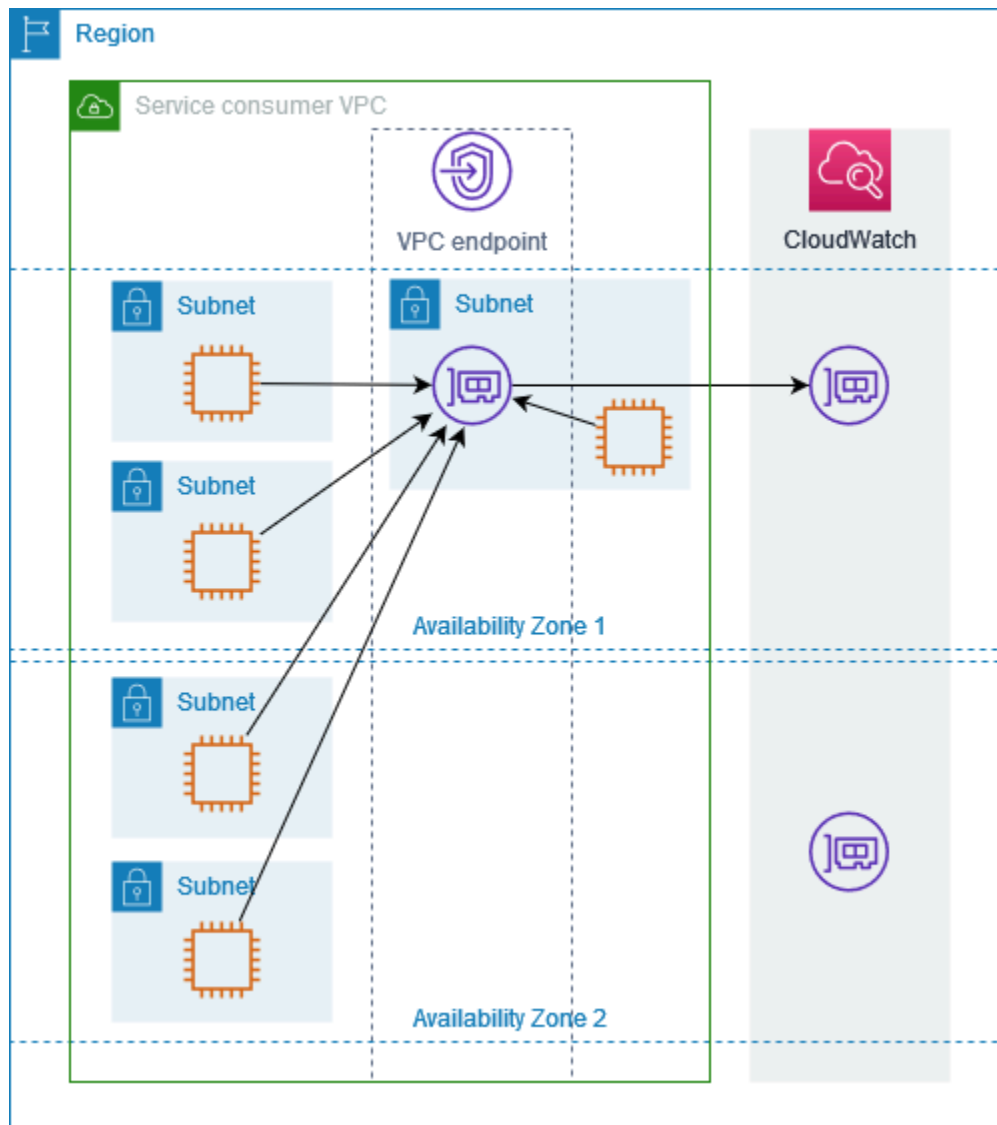 Region
Service consumer VPC
VPC endpoint
CloudWatch
Subnet
Subnet
Subnet
Availability Zone 1
Subnet
Subnet
Availability Zone 2